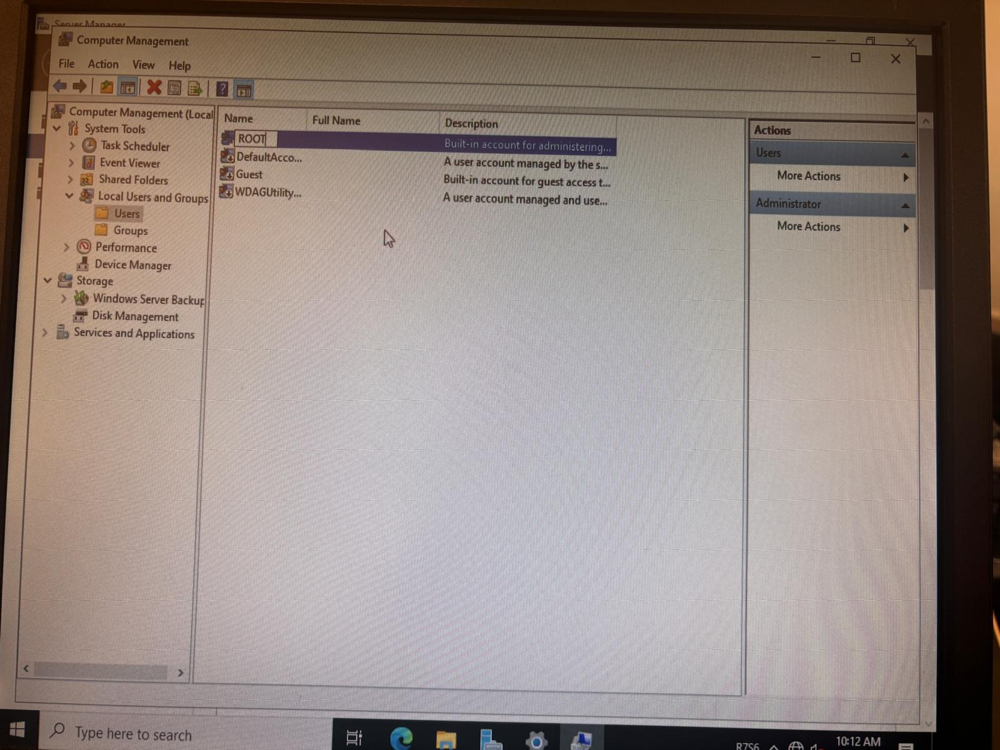 Server Manager
Computer Management
File Action View Help
Computer Management (Local
System Tools
Task Scheduler
Event Viewer
Shared Folders
Local Users and Groups
Users
Groups
Performance
Device Manager
Storage
Windows Server Backup
Disk Management
Services and Applications
Name Full Name Description
ROOT Built-in account for administering...
DefaultAcco... A user account managed by the s...
Guest Built-in account for guest access t...
WDAGUtility... A user account managed and use...
Actions
Users
More Actions
Administrator
More Actions
Type here to search
R7S6
10:12 AM